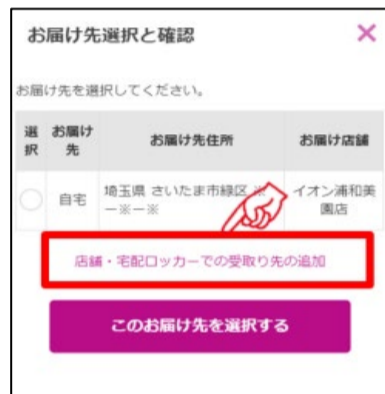 お届け先選択と確認
×
お届け先を選択してください。
選択 お届け先 お届け先住所 お届け店舗
自宅 埼玉県 さいたま市緑区 ※ー※ー※ イオン浦和美園店
店舗・宅配ロッカーでの受取り先の追加
このお届け先を選択する